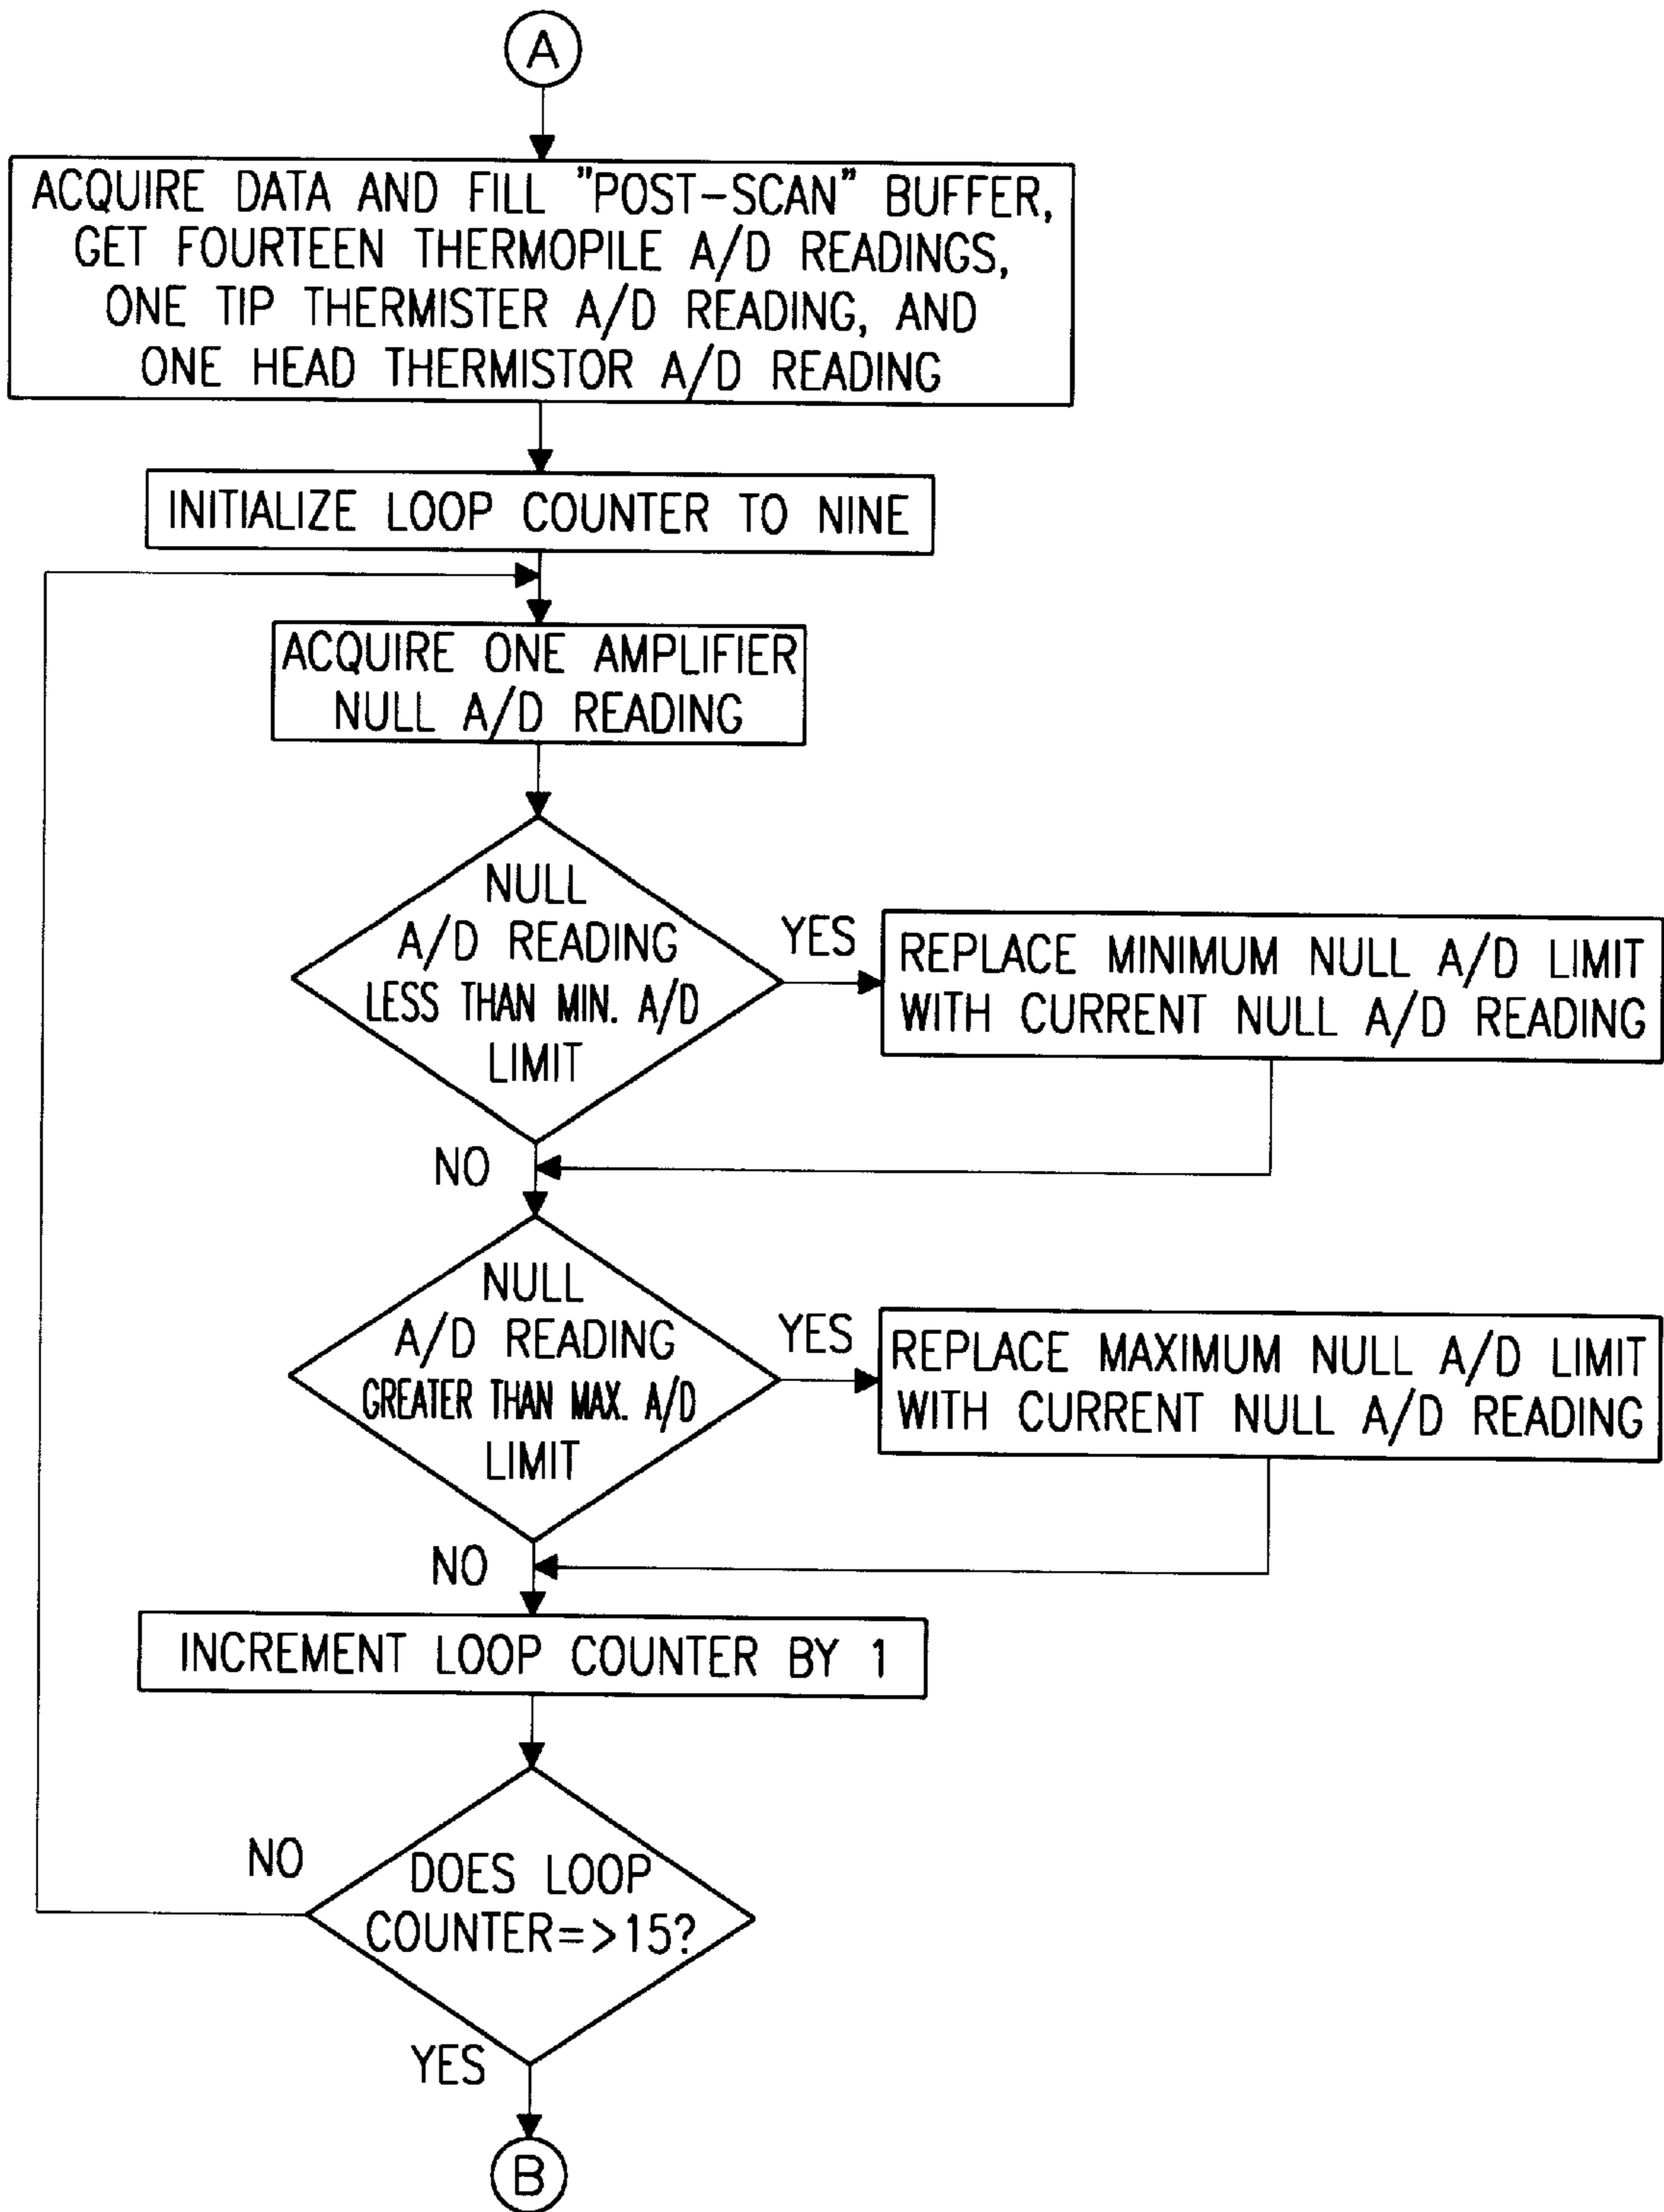 A
ACQUIRE DATA AND FILL "POST-SCAN" BUFFER,
GET FOURTEEN THERMOPILE A/D READINGS,
ONE TIP THERMISTER A/D READING, AND
ONE HEAD THERMISTOR A/D READING
INITIALIZE LOOP COUNTER TO NINE
ACQUIRE ONE AMPLIFIER
NULL A/D READING
NULL
A/D READING
LESS THAN MIN. A/D
LIMIT
YES
REPLACE MINIMUM NULL A/D LIMIT
WITH CURRENT NULL A/D READING
NO
NULL
A/D READING
GREATER THAN MAX. A/D
LIMIT
YES
REPLACE MAXIMUM NULL A/D LIMIT
WITH CURRENT NULL A/D READING
NO
INCREMENT LOOP COUNTER BY 1
NO
DOES LOOP
COUNTER=>15?
YES
B